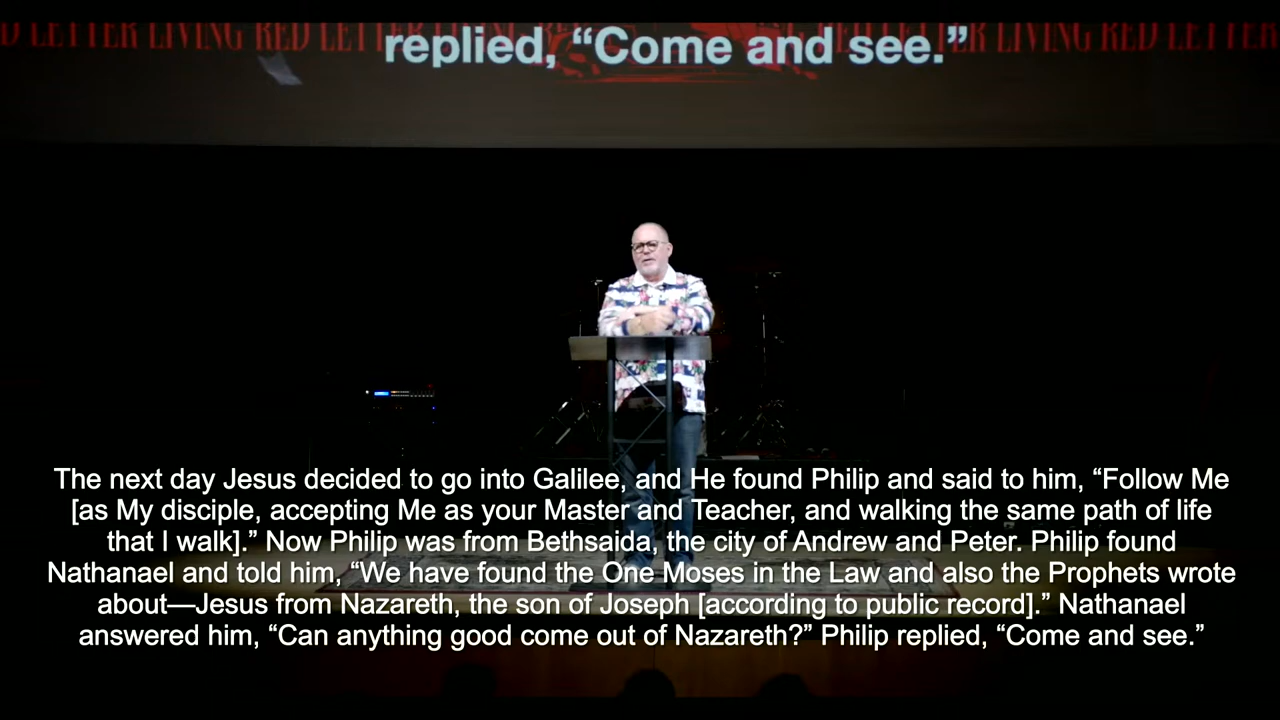 D LETTER LIVING RED LETT R LIVING RED LETTER
replied, “Come and see.”
The next day Jesus decided to go into Galilee, and He found Philip and said to him, “Follow Me
[as My disciple, accepting Me as your Master and Teacher, and walking the same path of life
that I walk].” Now Philip was from Bethsaida, the city of Andrew and Peter. Philip found
Nathanael and told him, “We have found the One Moses in the Law and also the Prophets wrote
about—Jesus from Nazareth, the son of Joseph [according to public record].” Nathanael
answered him, “Can anything good come out of Nazareth?” Philip replied, “Come and see.”